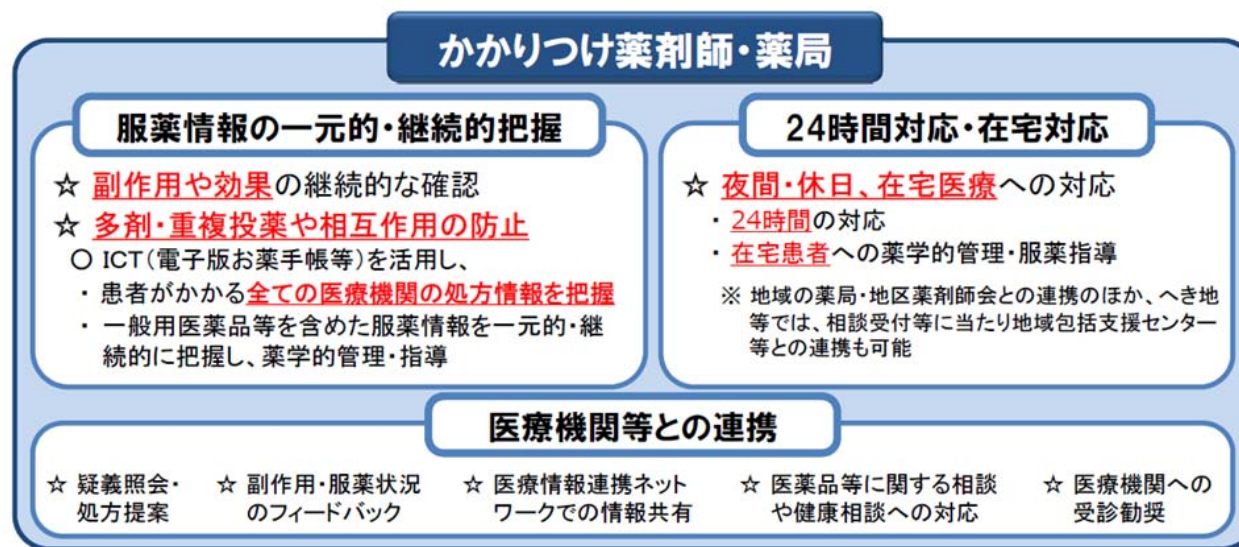 かかりつけ薬剤師・薬局
服薬情報の一元的・継続的把握
☆ 副作用や効果の継続的な確認
☆ 多剤・重複投薬や相互作用の防止
○ ICT(電子版お薬手帳等)を活用し、
・ 患者がかかる全ての医療機関の処方情報を把握
・ 一般用医薬品等を含めた服薬情報を一元的・継
続的に把握し、薬学的管理・指導
24時間対応・在宅対応
☆ 夜間・休日、在宅医療への対応
・ 24時間の対応
・ 在宅患者への薬学的管理・服薬指導
※ 地域の薬局・地区薬剤師会との連携のほか、へき地
等では、相談受付等に当たり地域包括支援センター
等との連携も可能
医療機関等との連携
☆ 疑義照会・
処方提案
☆ 副作用・服薬状況
のフィードバック
☆ 医療情報連携ネット
ワークでの情報共有
☆ 医薬品等に関する相談
や健康相談への対応
☆ 医療機関への
受診勧奨